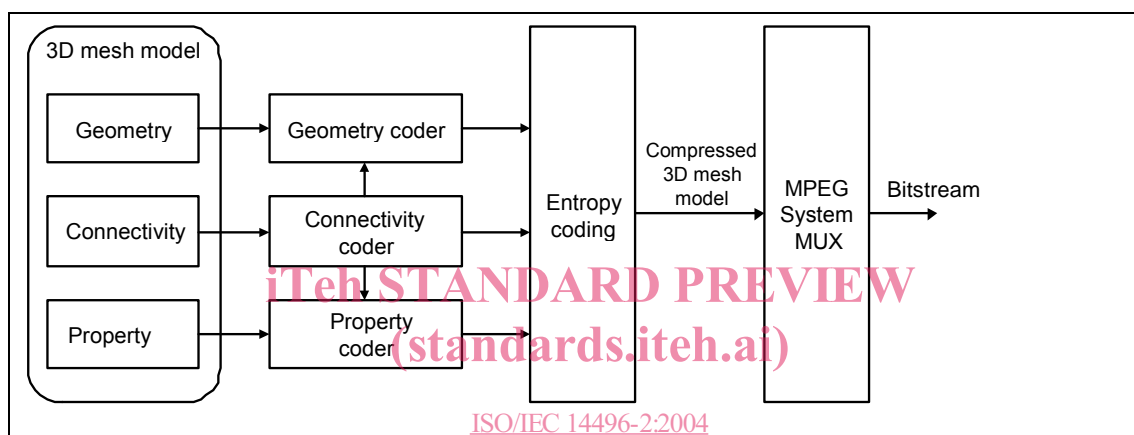 3D mesh model
Geometry
Geometry coder
Connectivity
Connectivity
coder
Property
Property
coder
Entropy
coding
Compressed
3D mesh
model
MPEG
System
MUX
Bitstream
iTeh STANDARD PREVIEW
(standards.iteh.ai)
ISO/IEC 14496-2:2004